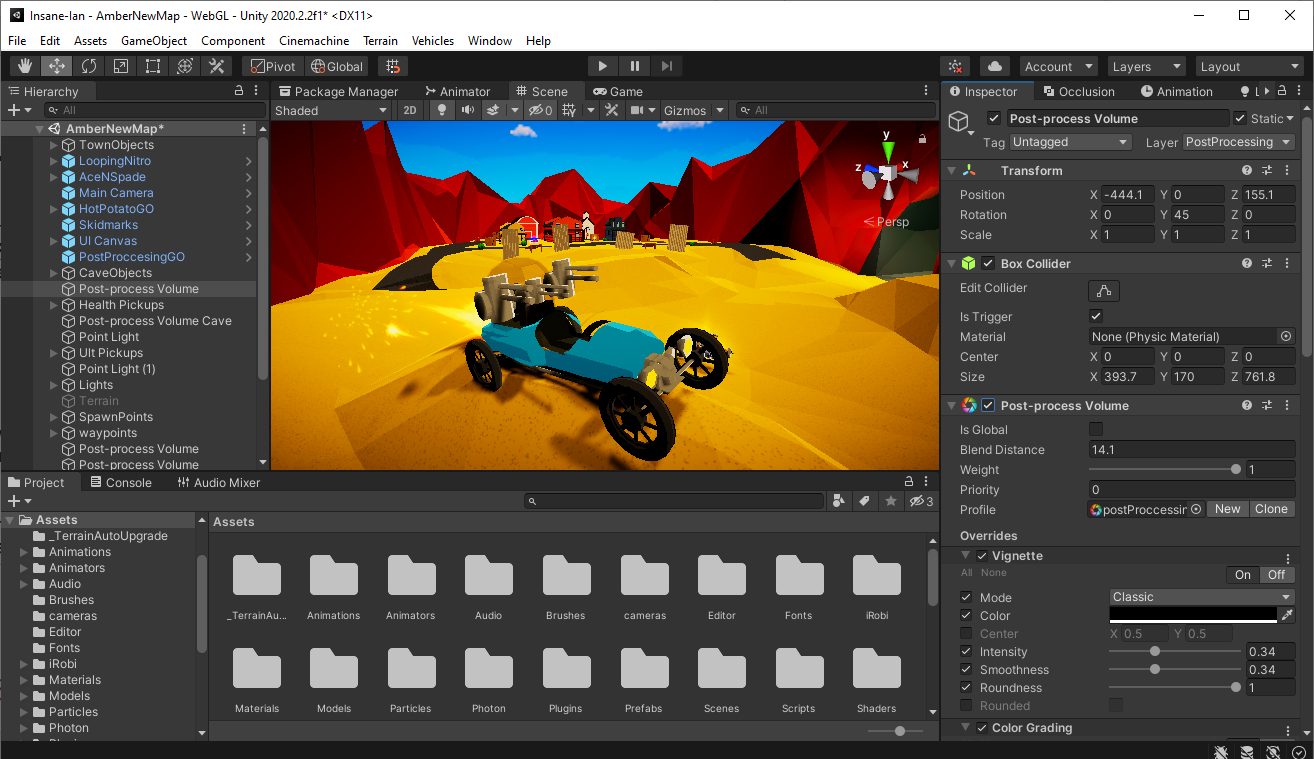 Insane-Ian - AmberNewMap - WebGL - Unity 2020.2.2f1* <DX11>
File Edit Assets GameObject Component Cinemachine Terrain Vehicles Window Help
Pivot Global Account Layers Layout
Hierarchy
All
AmberNewMap*
TownObjects
LoopingNitro
AceNSpade
Main Camera
HotPotatoGO
Skidmarks
UI Canvas
PostProccesingGO
CaveObjects
Post-process Volume
Health Pickups
Post-process Volume Cave
Point Light
Ult Pickups
Point Light (1)
Lights
Terrain
SpawnPoints
waypoints
Post-process Volume
Post-process Volume
Package Manager Animator Scene Game
Shaded 2D 0 Gizmos All
y
x
z
Persp
Inspector Occlusion Animation L
Post-process Volume Static
Tag Untagged Layer PostProcessing
Transform
Position X -444.1 Y 0 Z 155.1
Rotation X 0 Y 45 Z 0
Scale X 1 Y 1 Z 1
Box Collider
Edit Collider
Is Trigger
Material None (Physic Material)
Center X 0 Y 0 Z 0
Size X 393.7 Y 170 Z 761.8
Post-process Volume
Is Global
Blend Distance 14.1
Weight 1
Priority 0
Profile postProccessin New Clone
Overrides
Vignette
All None On Off
Mode Classic
Color
Center X 0.5 Y 0.5
Intensity 0.34
Smoothness 0.34
Roundness 1
Rounded
Color Grading
Project Console Audio Mixer
3
Assets
_TerrainAutoUpgrade
Animations
Animators
Audio
Brushes
cameras
Editor
Fonts
iRobi
Materials
Models
Particles
Photon
Assets
_TerrainAu... Animations Animators Audio Brushes cameras Editor Fonts iRobi
Materials Models Particles Photon Plugins Prefabs Scenes Scripts Shaders